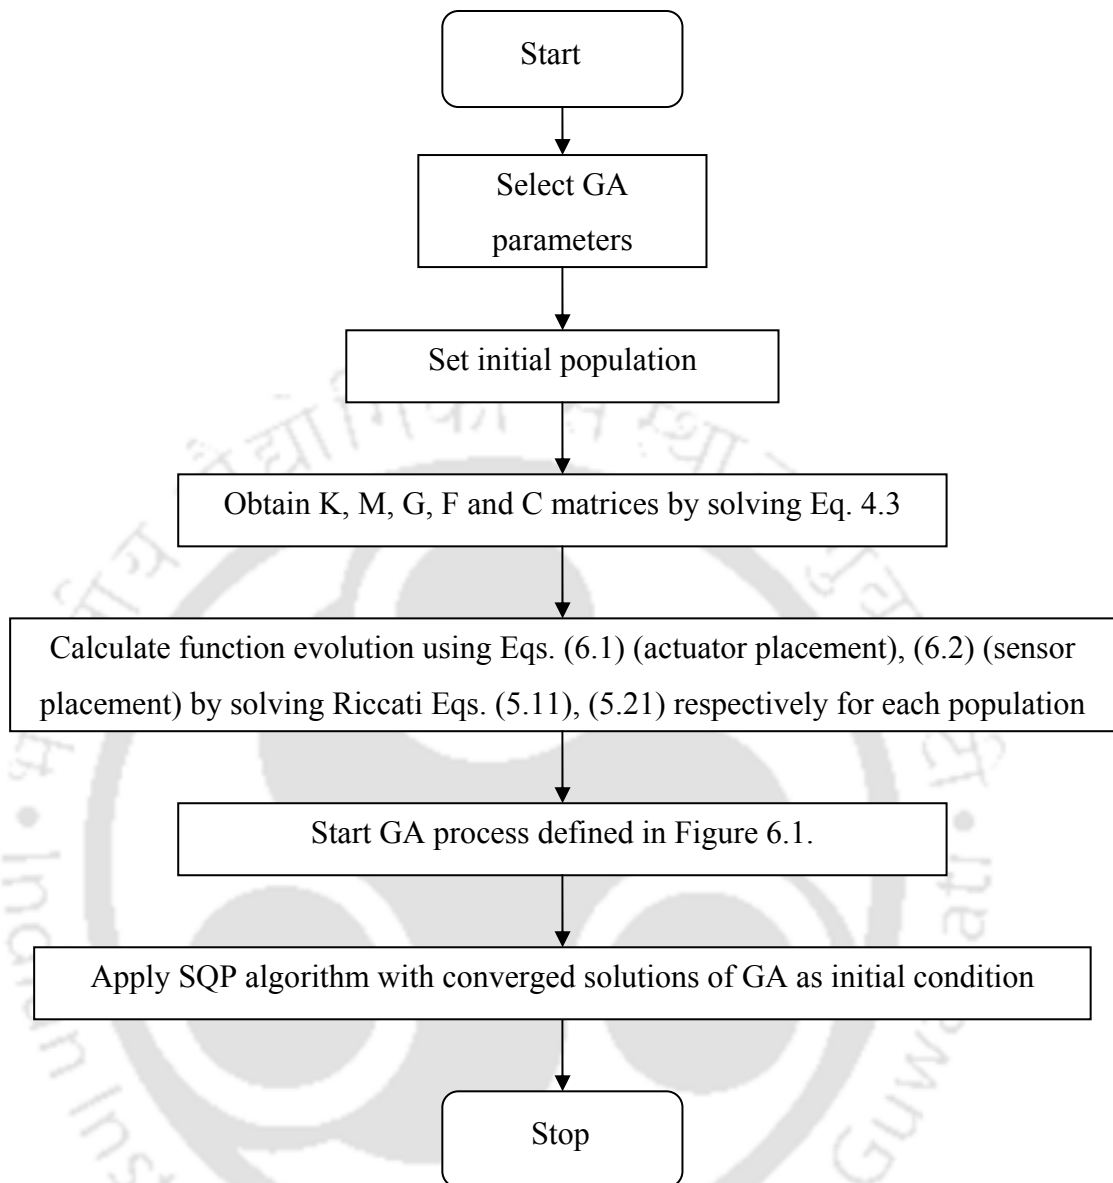 Start
Select GA
parameters
Set initial population
Obtain K, M, G, F and C matrices by solving Eq. 4.3
Calculate function evolution using Eqs. (6.1) (actuator placement), (6.2) (sensor
placement) by solving Riccati Eqs. (5.11), (5.21) respectively for each population
Start GA process defined in Figure 6.1.
Apply SQP algorithm with converged solutions of GA as initial condition
Stop